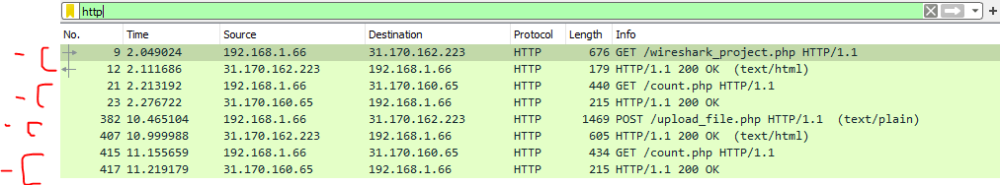 http
No. Time Source Destination Protocol Length Info
9 2.049024 192.168.1.66 31.170.162.223 HTTP 676 GET /wireshark_project.php HTTP/1.1
12 2.111686 31.170.162.223 192.168.1.66 HTTP 179 HTTP/1.1 200 OK (text/html)
21 2.213192 192.168.1.66 31.170.160.65 HTTP 440 GET /count.php HTTP/1.1
23 2.276722 31.170.160.65 192.168.1.66 HTTP 215 HTTP/1.1 200 OK
382 10.465104 192.168.1.66 31.170.162.223 HTTP 1469 POST /upload_file.php HTTP/1.1 (text/plain)
407 10.999988 31.170.162.223 192.168.1.66 HTTP 605 HTTP/1.1 200 OK (text/html)
415 11.155659 192.168.1.66 31.170.160.65 HTTP 434 GET /count.php HTTP/1.1
417 11.219179 31.170.160.65 192.168.1.66 HTTP 215 HTTP/1.1 200 OK